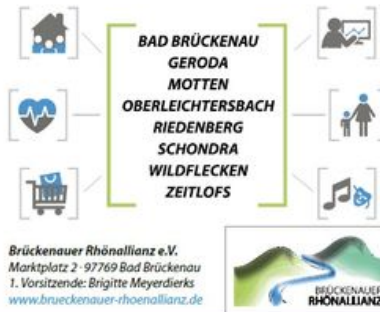 BAD BRÜCKENAU
GERODA
MOTTEN
OBERLEICHTERSBACH
RIEDENBERG
SCHONDRA
WILDFLECKEN
ZEITLOFS
Brückenauer Rhönallianz e.V.
Marktplatz 2 · 97769 Bad Brückenau
1. Vorsitzende: Brigitte Meyerdierks
www.brueckenauer-rhoenallianz.de
BRÜCKENAUER
RHÖNALLIANZ